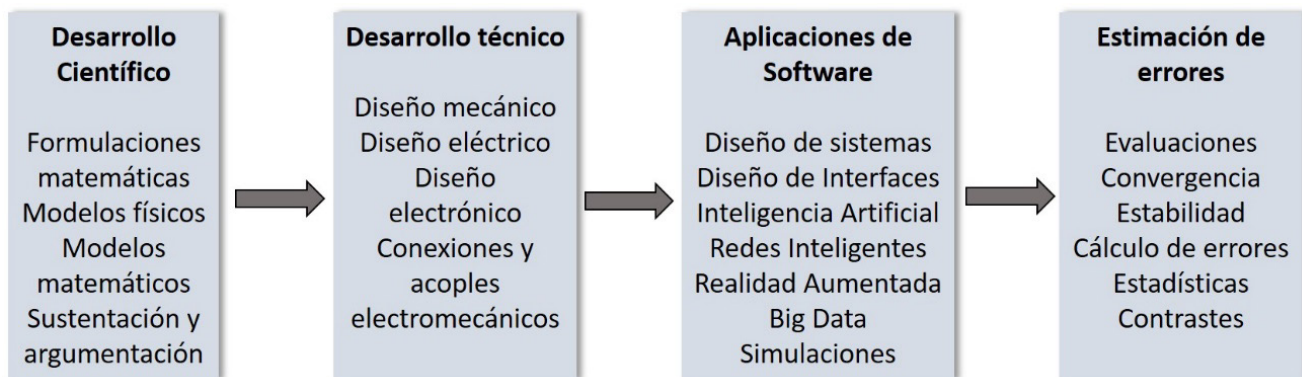 Desarrollo
Científico
Formulaciones
matemáticas
Modelos físicos
Modelos
matemáticos
Sustentación y
argumentación
Desarrollo técnico
Diseño mecánico
Diseño eléctrico
Diseño
electrónico
Conexiones y
acoples
electromecánicos
Aplicaciones de
Software
Diseño de sistemas
Diseño de Interfaces
Inteligencia Artificial
Redes Inteligentes
Realidad Aumentada
Big Data
Simulaciones
Estimación de
errores
Evaluaciones
Convergencia
Estabilidad
Cálculo de errores
Estadísticas
Contrastes